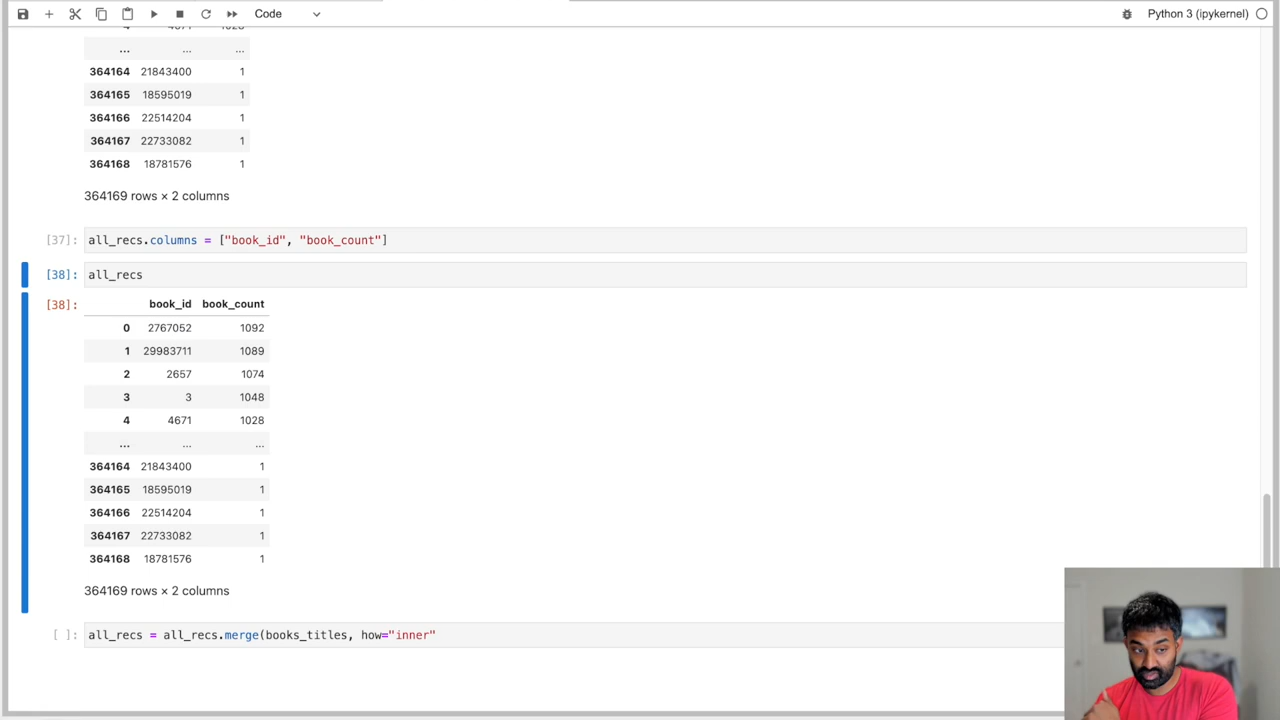 Code
Python 3 (ipykernel)
... ... ...
364164 21843400 1
364165 18595019 1
364166 22514204 1
364167 22733082 1
364168 18781576 1
364169 rows × 2 columns
[37]: all_recs.columns = ["book_id", "book_count"]
[38]: all_recs
[38]:
book_id book_count
0 2767052 1092
1 29983711 1089
2 2657 1074
3 3 1048
4 4671 1028
... ... ...
364164 21843400 1
364165 18595019 1
364166 22514204 1
364167 22733082 1
364168 18781576 1
364169 rows × 2 columns
[ ]: all_recs = all_recs.merge(books_titles, how="inner"